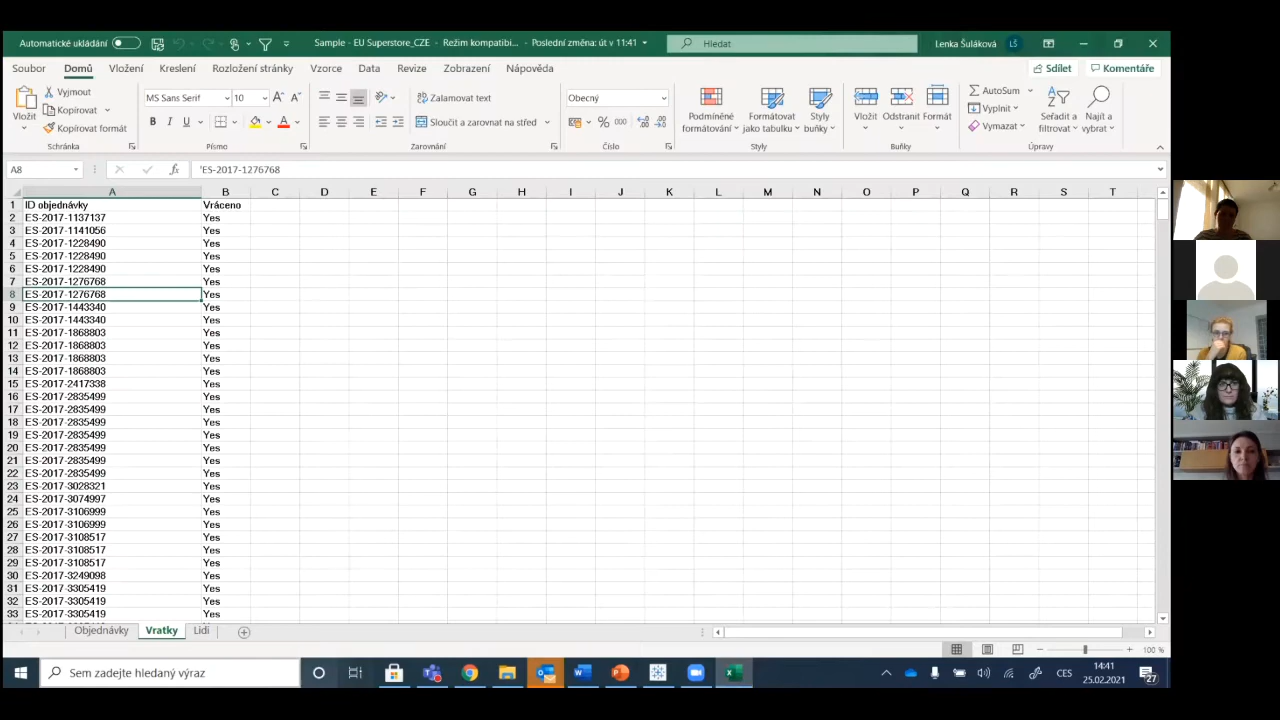 Automatické ukládání
Sample - EU Superstore_CZE - Režim kompatibi... - Poslední změna: út v 11:41
Hledat
Lenka Šuláková
LŠ
Soubor
Domů
Vložení
Kreslení
Rozložení stránky
Vzorce
Data
Revize
Zobrazení
Nápověda
Sdílet
Komentáře
Vložit
Vyjmout
Kopírovat
Kopírovat formát
Schránka
MS Sans Serif
10
Písmo
Zalamovat text
Sloučit a zarovnat na střed
Zarovnání
Obecný
Číslo
Podmíněné formátování
Formátovat jako tabulku
Styly buňky
Styly
Vložit
Odstranit
Formát
Buňky
AutoSum
Vyplnit
Vymazat
Seřadit a filtrovat
Najít a vybrat
Úpravy
A8
'ES-2017-1276768
A B C D E F G H I J K L M N O P Q R S T
1 ID objednávky Vráceno
2 ES-2017-1137137 Yes
3 ES-2017-1141056 Yes
4 ES-2017-1228490 Yes
5 ES-2017-1228490 Yes
6 ES-2017-1228490 Yes
7 ES-2017-1276768 Yes
8 ES-2017-1276768 Yes
9 ES-2017-1443340 Yes
10 ES-2017-1443340 Yes
11 ES-2017-1868803 Yes
12 ES-2017-1868803 Yes
13 ES-2017-1868803 Yes
14 ES-2017-1868803 Yes
15 ES-2017-2417338 Yes
16 ES-2017-2835499 Yes
17 ES-2017-2835499 Yes
18 ES-2017-2835499 Yes
19 ES-2017-2835499 Yes
20 ES-2017-2835499 Yes
21 ES-2017-2835499 Yes
22 ES-2017-2835499 Yes
23 ES-2017-3028321 Yes
24 ES-2017-3074997 Yes
25 ES-2017-3106999 Yes
26 ES-2017-3106999 Yes
27 ES-2017-3108517 Yes
28 ES-2017-3108517 Yes
29 ES-2017-3108517 Yes
30 ES-2017-3249098 Yes
31 ES-2017-3305419 Yes
32 ES-2017-3305419 Yes
33 ES-2017-3305419 Yes
Objednávky
Vratky
Lidi
100 %
Sem zadejte hledaný výraz
CES
14:41
25.02.2021
27